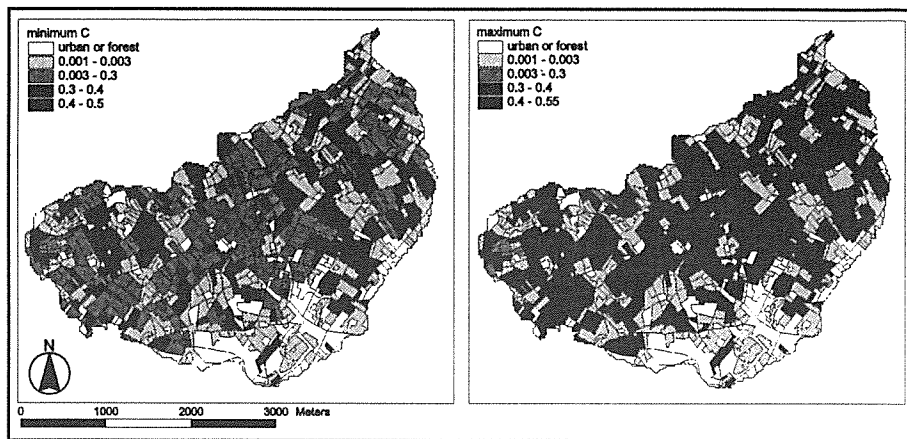 minimum C
urban or forest
0.001 - 0.003
0.003 - 0.3
0.3 - 0.4
0.4 - 0.5
N
0 1000 2000 3000 Meters
maximum C
urban or forest
0.001 - 0.003
0.003 - 0.3
0.3 - 0.4
0.4 - 0.55